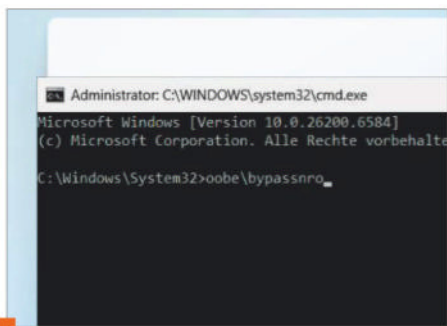 Administrator: C:\WINDOWS\system32\cmd.exe
Microsoft Windows [Version 10.0.26200.6584]
(c) Microsoft Corporation. Alle Rechte vorbehalte
C:\Windows\System32>oobe\bypassnro_